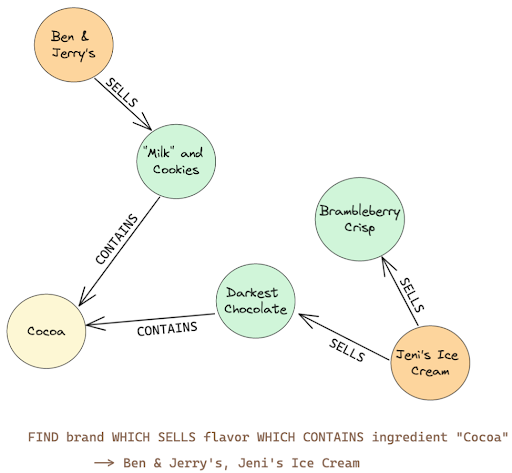 Ben &
Jerry's
SELLS
"Milk" and
Cookies
CONTAINS
Brambleberry
Crisp
SELLS
Darkest
Chocolate
CONTAINS
Cocoa
SELLS
Jeni's Ice
Cream
FIND brand WHICH SELLS flavor WHICH CONTAINS ingredient "Cocoa"
→ Ben & Jerry's, Jeni's Ice Cream